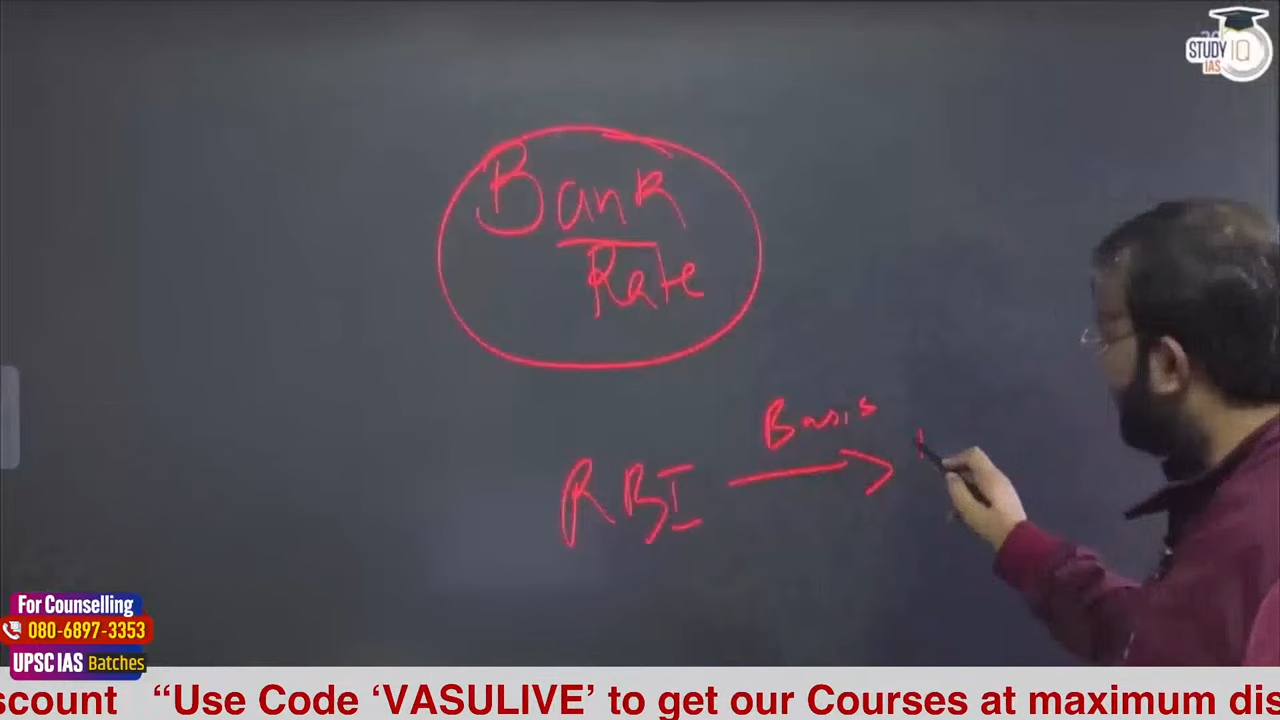 STUDY IQ
IAS
Bank
Rate
Basis
RBI
For Counselling
080-6897-3353
UPSC IAS Batches
scount “Use Code ‘VASULIVE’ to get our Courses at maximum dis